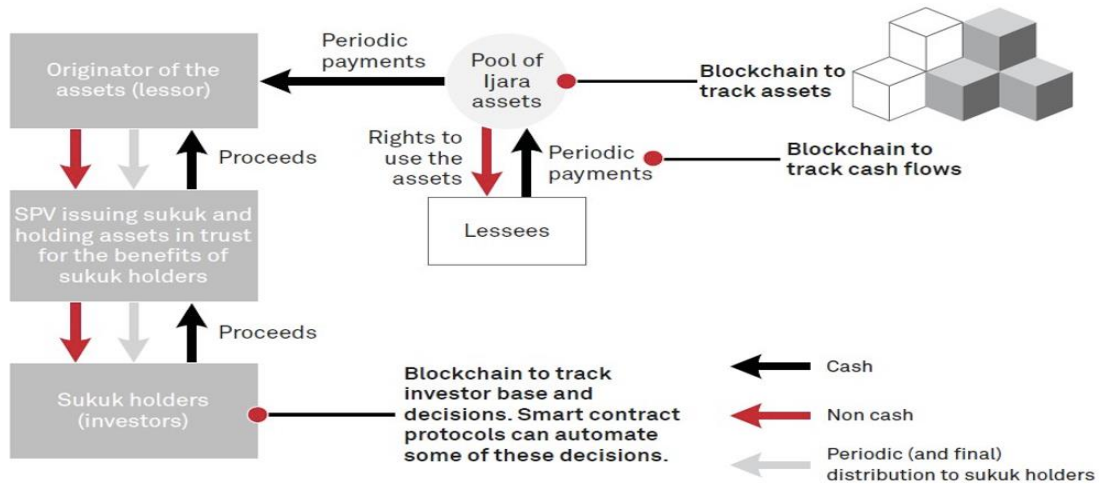 Originator of the
assets (lessor)
Periodic
payments
Pool of
Ijara
assets
Blockchain to
track assets
Proceeds
Rights to
use the
assets
Periodic
payments
Blockchain to
track cash flows
SPV issuing sukuk and
holding assets in trust
for the benefits of
sukuk holders
Lessees
Proceeds
Sukuk holders
(investors)
Blockchain to track
investor base and
decisions. Smart contract
protocols can automate
some of these decisions.
Cash
Non cash
Periodic (and final)
distribution to sukuk holders